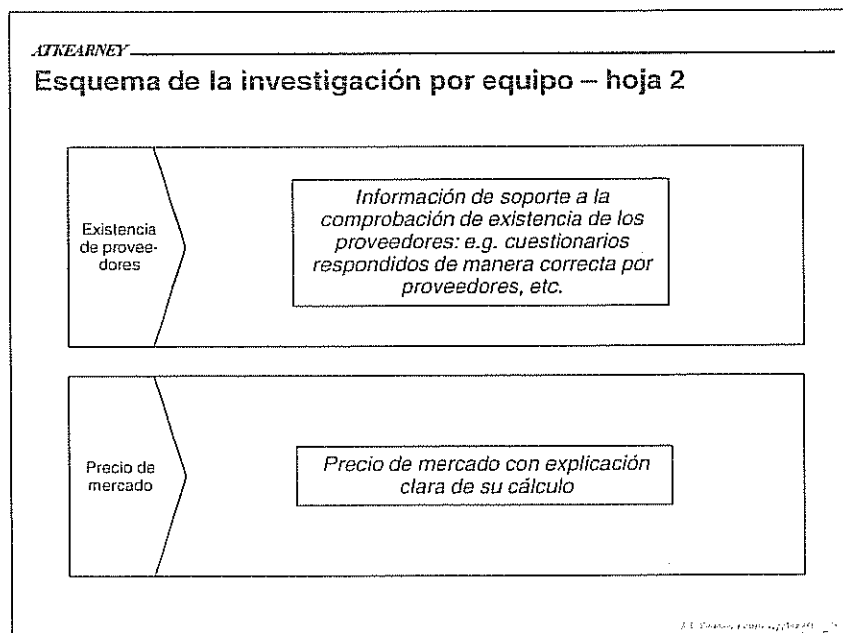 ATKEARNEY
Esquema de la investigación por equipo – hoja 2
Existencia
de provee-
dores
Información de soporte a la
comprobación de existencia de los
proveedores: e.g. cuestionarios
respondidos de manera correcta por
proveedores, etc.
Precio de
mercado
Precio de mercado con explicación
clara de su cálculo